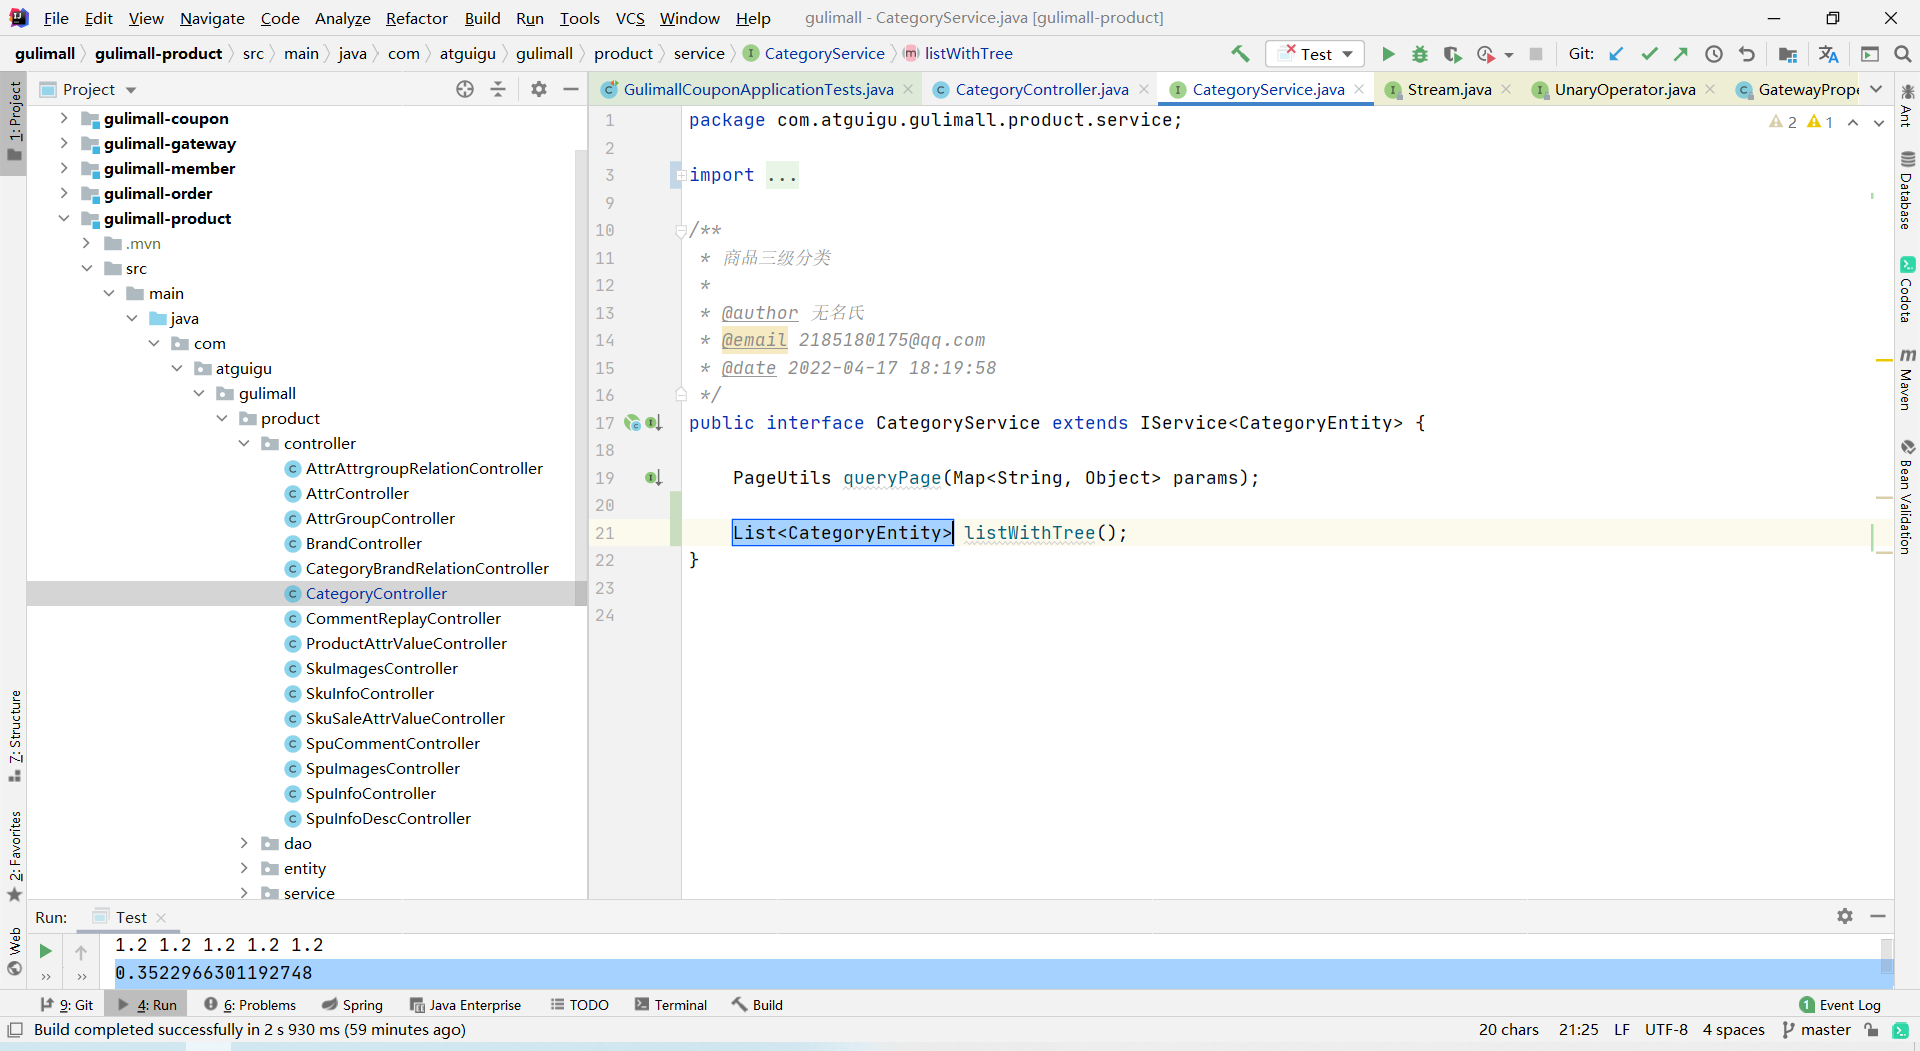 File Edit View Navigate Code Analyze Refactor Build Run Tools VCS Window Help gulimall - CategoryService.java [gulimall-product]
gulimall gulimall-product src main java com atguigu gulimall product service CategoryService listWithTree Test Git:
Project
GulimallCouponApplicationTests.java CategoryController.java CategoryService.java Stream.java UnaryOperator.java GatewayPrope
1: Project
7: Structure
2: Favorites
Web
gulimall-coupon
gulimall-gateway
gulimall-member
gulimall-order
gulimall-product
.mvn
src
main
java
com
atguigu
gulimall
product
controller
AttrAttrgroupRelationController
AttrController
AttrGroupController
BrandController
CategoryBrandRelationController
CategoryController
CommentReplayController
ProductAttrValueController
SkuImagesController
SkuInfoController
SkuSaleAttrValueController
SpuCommentController
SpuImagesController
SpuInfoController
SpuInfoDescController
dao
entity
service
1 package com.atguigu.gulimall.product.service;
2
3 import ...
9
10 /**
11 * 商品三级分类
12 *
13 * @author 无名氏
14 * @email 2185180175@qq.com
15 * @date 2022-04-17 18:19:58
16 */
17 public interface CategoryService extends IService<CategoryEntity> {
18
19 PageUtils queryPage(Map<String, Object> params);
20
21 List<CategoryEntity> listWithTree();
22 }
23
24
2 1
Ant
Database
Codota
Maven
Bean Validation
Run: Test
1.2 1.2 1.2 1.2 1.2
0.3522966301192748
9: Git 4: Run 6: Problems Spring Java Enterprise TODO Terminal Build 1 Event Log
Build completed successfully in 2 s 930 ms (59 minutes ago) 20 chars 21:25 LF UTF-8 4 spaces master